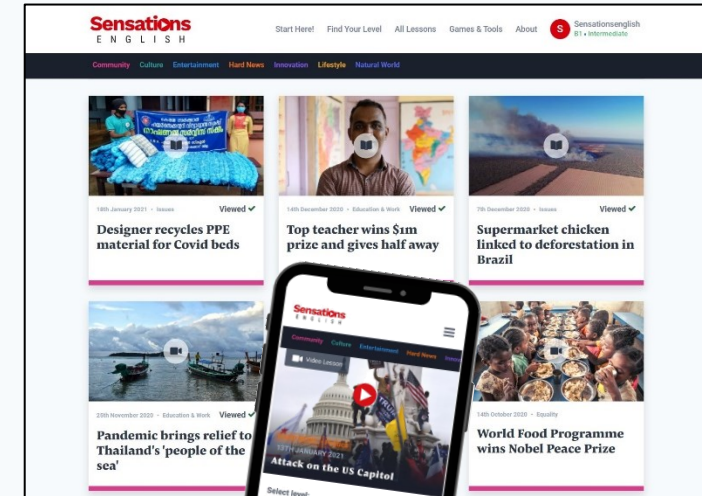 Sensations
ENGLISH
Start Here! Find Your Level All Lessons Games & Tools About
S
Sensationsenglish
B1 • Intermediate
Community Culture Entertainment Hard News Innovation Lifestyle Natural World
18th January 2021 • Issues Viewed ✓
Designer recycles PPE
material for Covid beds
14th December 2020 • Education & Work Viewed ✓
Top teacher wins $1m
prize and gives half away
7th December 2020 • Issues Viewed ✓
Supermarket chicken
linked to deforestation in
Brazil
25th November 2020 • Education & Work Viewed ✓
Pandemic brings relief to
Thailand's 'people of the
sea'
Sensations
ENGLISH
Community Culture Entertainment Hard News
Video Lesson
TRUMP
13TH JANUARY 2021
Attack on the US Capitol
Select level:
14th October 2020 • Equality
World Food Programme
wins Nobel Peace Prize